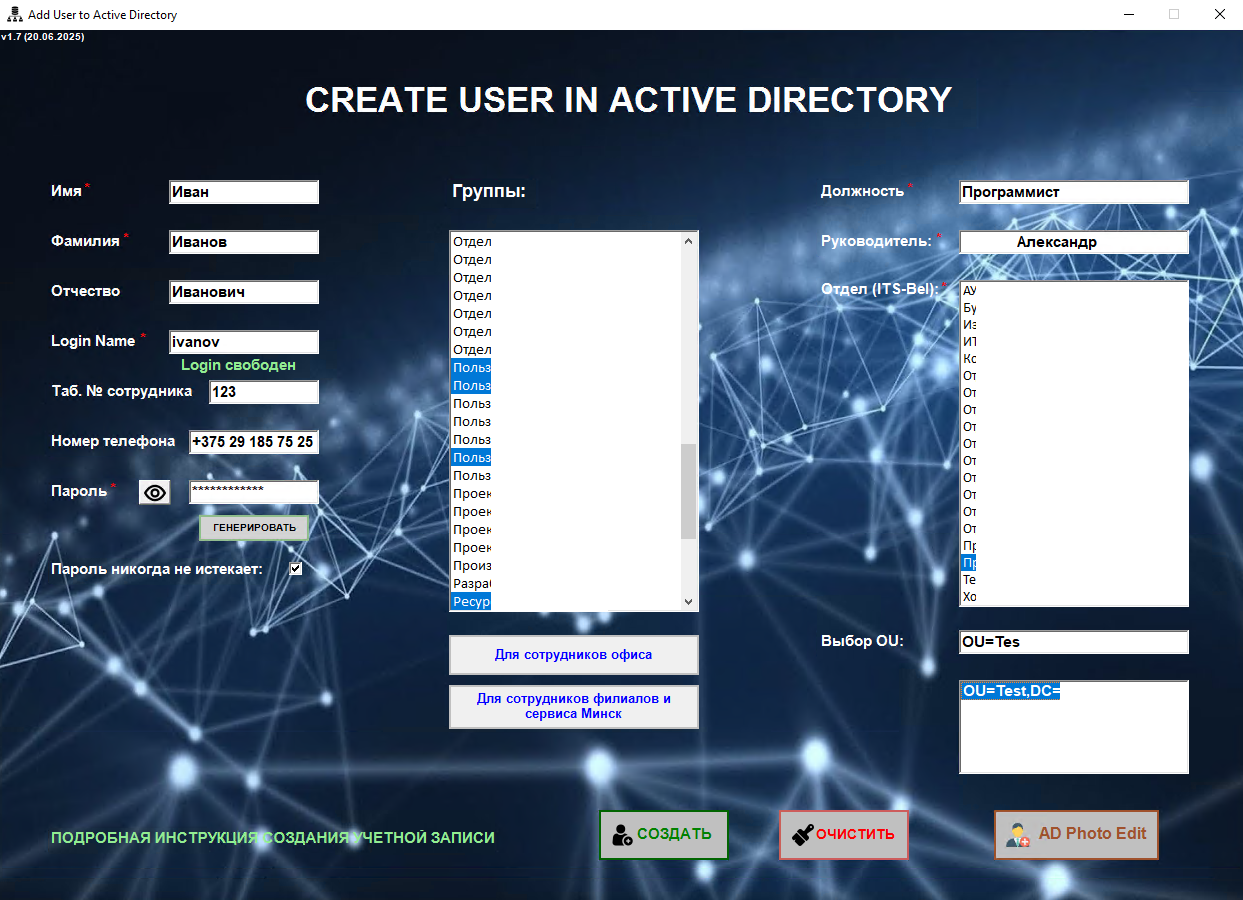 Add User to Active Directory
v1.7 (20.06.2025)
CREATE USER IN ACTIVE DIRECTORY
Имя *
Иван
Фамилия *
Иванов
Отчество
Иванович
Login Name *
ivanov
Login свободен
Таб. № сотрудника
123
Номер телефона
+375 29 185 75 25
Пароль *
************
ГЕНЕРИРОВАТЬ
Пароль никогда не истекает:
Группы:
Отдел
Отдел
Отдел
Отдел
Отдел
Отдел
Отдел
Польз
Польз
Польз
Польз
Польз
Польз
Польз
Проек
Проек
Проек
Проек
Произ
Разраб
Ресур
Для сотрудников офиса
Для сотрудников филиалов и
сервиса Минск
Должность *
Программист
Руководитель: *
Александр
Отдел (ITS-Bel): *
АУ
Бу
Из
ИТ
Ко
От
От
От
От
От
От
От
От
От
От
Пр
Пр
Те
Хо
Выбор OU:
OU=Tes
OU=Test,DC=
ПОДРОБНАЯ ИНСТРУКЦИЯ СОЗДАНИЯ УЧЕТНОЙ ЗАПИСИ
СОЗДАТЬ
ОЧИСТИТЬ
AD Photo Edit